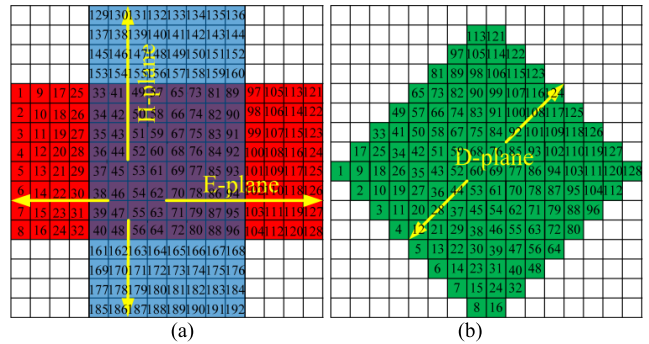 129 130 131 132 133 134 135 136
137 138 139 140 141 142 143 144
145 146 147 148 149 150 151 152
153 154 155 156 157 158 159 160
H-plane
1 9 17 25 33 41 49 57 65 73 81 89 97 105 113 121
2 10 18 26 34 42 50 58 66 74 82 90 98 106 114 122
3 11 19 27 35 43 51 59 67 75 83 91 99 107 115 123
4 12 20 28 36 44 52 60 68 76 84 92 100 108 116 124
5 13 21 29 37 45 53 61 69 77 85 93 101 109 117 125
E-plane
6 14 22 30 38 46 54 62 70 78 86 94 102 110 118 126
7 15 23 31 39 47 55 63 71 79 87 95 103 111 119 127
8 16 24 32 40 48 56 64 72 80 88 96 104 112 120 128
161 162 163 164 165 166 167 168
169 170 171 172 173 174 175 176
177 178 179 180 181 182 183 184
185 186 187 188 189 190 191 192
(a)
113 121
97 105 114 122
81 89 98 106 115 123
65 73 82 90 99 107 116 124
49 57 66 74 83 91 100 108 117 125
33 41 50 58 67 75 84 92 101 109 118 126
17 25 34 42 51 59 68 76 85 93 102 110 119 127
D-plane
1 9 18 26 35 43 52 60 69 77 86 94 103 111 120 128
2 10 19 27 36 44 53 61 70 78 87 95 104 112
3 11 20 28 37 45 54 62 71 79 88 96
4 12 21 29 38 46 55 63 72 80
5 13 22 30 39 47 56 64
6 14 23 31 40 48
7 15 24 32
8 16
(b)